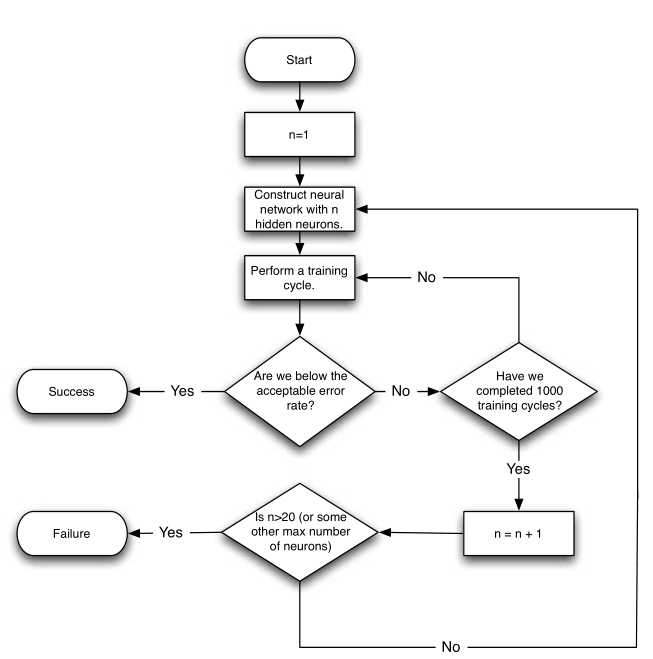 Start
n=1
Construct neural
network with n
hidden neurons.
Perform a training
cycle.
No
Are we below the
acceptable error
rate?
Have we
completed 1000
training cycles?
Success
Yes
No
Yes
Is n>20 (or some
other max number
of neurons)
n = n + 1
Failure
Yes
No